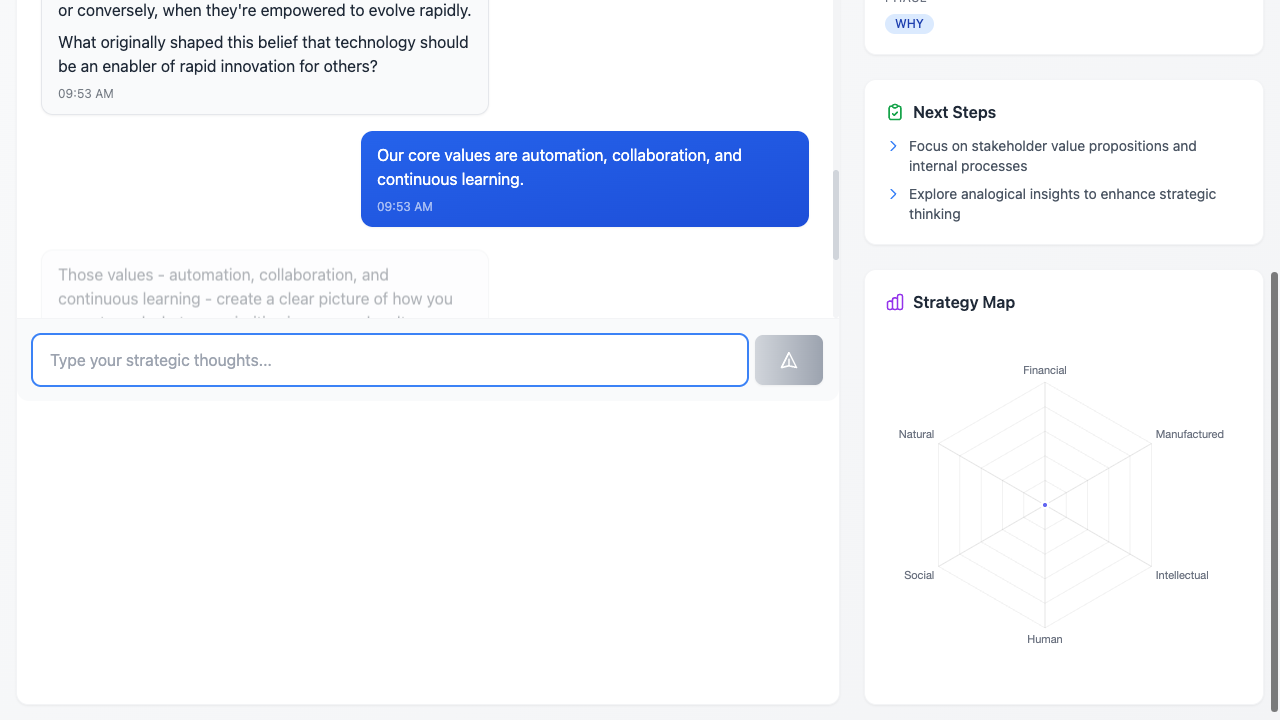 or conversely, when they're empowered to evolve rapidly.
What originally shaped this belief that technology should
be an enabler of rapid innovation for others?
09:53 AM
Our core values are automation, collaboration, and
continuous learning.
09:53 AM
Those values - automation, collaboration, and
continuous learning - create a clear picture of how you
Type your strategic thoughts...
WHY
Next Steps
Focus on stakeholder value propositions and
internal processes
Explore analogical insights to enhance strategic
thinking
Strategy Map
Financial
Natural
Manufactured
Social
Intellectual
Human